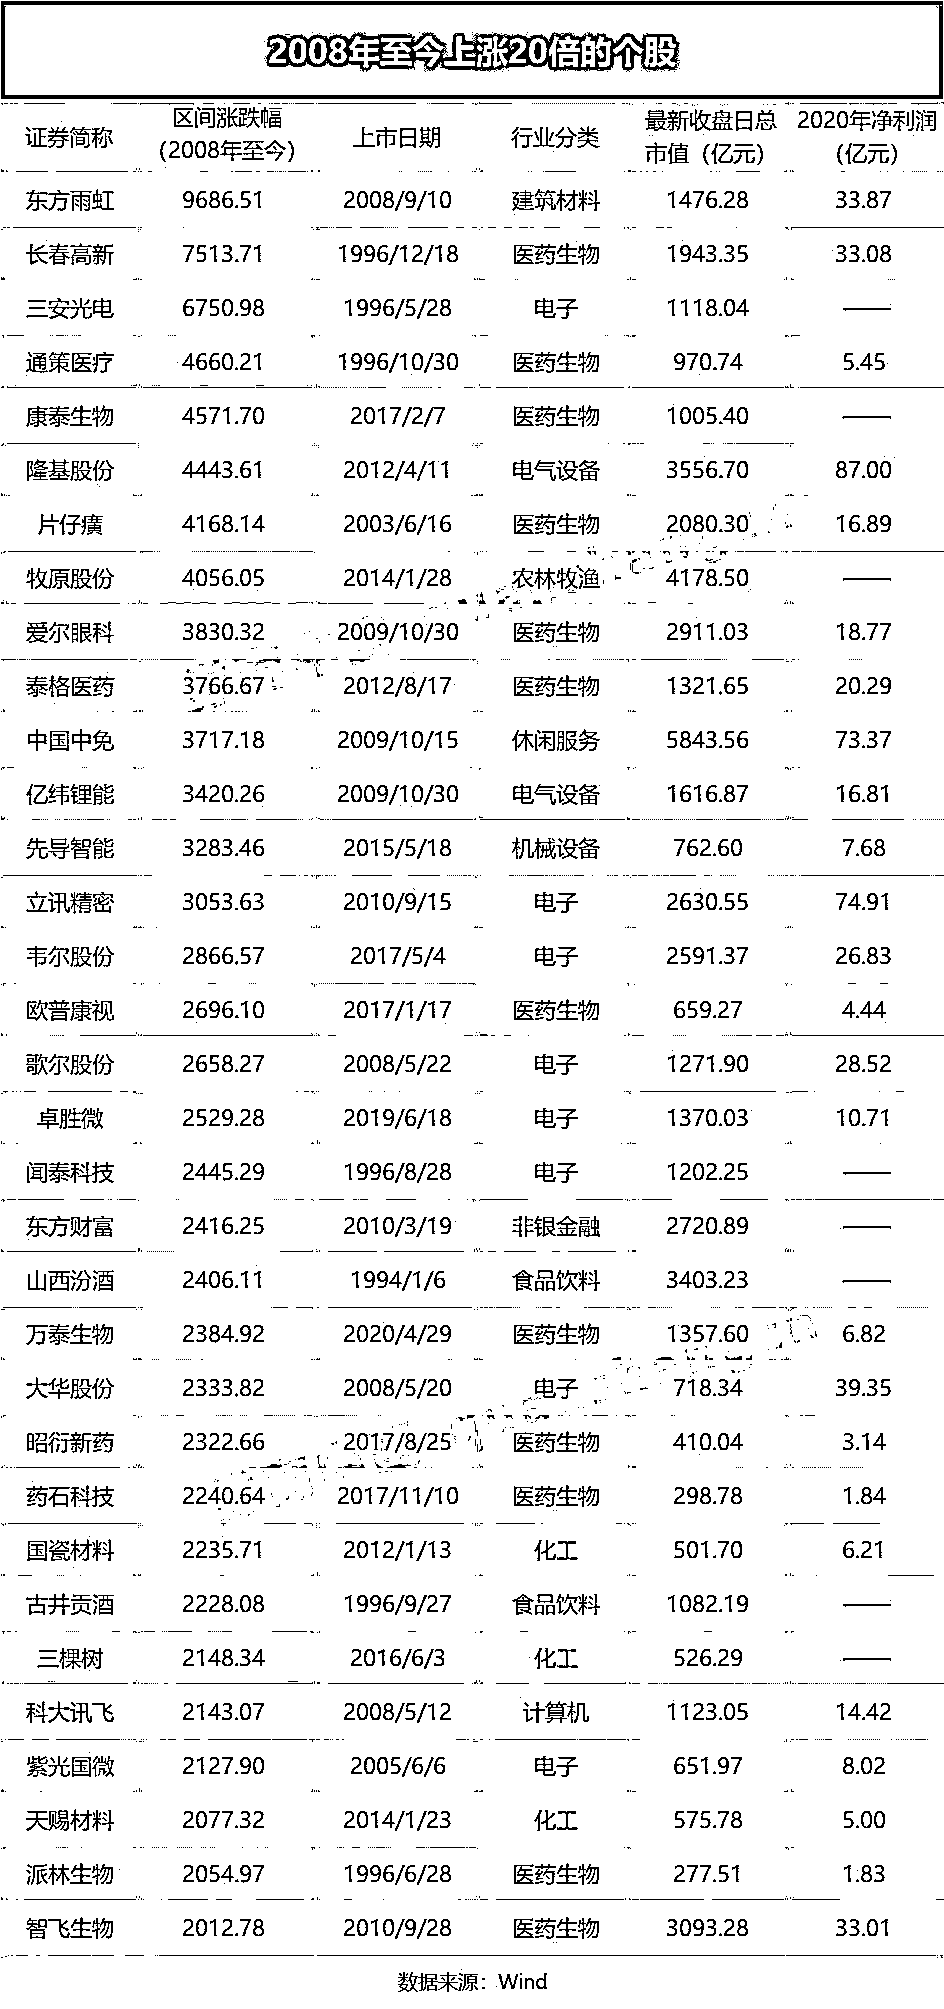 2008年至今上涨20倍的个股
证券简称 区间涨跌幅（2008年至今） 上市日期 行业分类 最新收盘日总市值（亿元） 2020年净利润（亿元）
东方雨虹 9686.51 2008/9/10 建筑材料 1476.28 33.87
长春高新 7513.71 1996/12/18 医药生物 1943.35 33.08
三安光电 6750.98 1996/5/28 电子 1118.04 ——
通策医疗 4660.21 1996/10/30 医药生物 970.74 5.45
康泰生物 4571.70 2017/2/7 医药生物 1005.40 ——
隆基股份 4443.61 2012/4/11 电气设备 3556.70 87.00
片仔癀 4168.14 2003/6/16 医药生物 2080.30 16.89
牧原股份 4056.05 2014/1/28 农林牧渔 4178.50 ——
爱尔眼科 3830.32 2009/10/30 医药生物 2911.03 18.77
泰格医药 3766.67 2012/8/17 医药生物 1321.65 20.29
中国中免 3717.18 2009/10/15 休闲服务 5843.56 73.37
亿纬锂能 3420.26 2009/10/30 电气设备 1616.87 16.81
先导智能 3283.46 2015/5/18 机械设备 762.60 7.68
立讯精密 3053.63 2010/9/15 电子 2630.55 74.91
韦尔股份 2866.57 2017/5/4 电子 2591.37 26.83
欧普康视 2696.10 2017/1/17 医药生物 659.27 4.44
歌尔股份 2658.27 2008/5/22 电子 1271.90 28.52
卓胜微 2529.28 2019/6/18 电子 1370.03 10.71
闻泰科技 2445.29 1996/8/28 电子 1202.25 ——
东方财富 2416.25 2010/3/19 非银金融 2720.89 ——
山西汾酒 2406.11 1994/1/6 食品饮料 3403.23 ——
万泰生物 2384.92 2020/4/29 医药生物 1357.60 6.82
大华股份 2333.82 2008/5/20 电子 718.34 39.35
昭衍新药 2322.66 2017/8/25 医药生物 410.04 3.14
药石科技 2240.64 2017/11/10 医药生物 298.78 1.84
国瓷材料 2235.71 2012/1/13 化工 501.70 6.21
古井贡酒 2228.08 1996/9/27 食品饮料 1082.19 ——
三棵树 2148.34 2016/6/3 化工 526.29 ——
科大讯飞 2143.07 2008/5/12 计算机 1123.05 14.42
紫光国微 2127.90 2005/6/6 电子 651.97 8.02
天赐材料 2077.32 2014/1/23 化工 575.78 5.00
派林生物 2054.97 1996/6/28 医药生物 277.51 1.83
智飞生物 2012.78 2010/9/28 医药生物 3093.28 33.01
数据来源：Wind